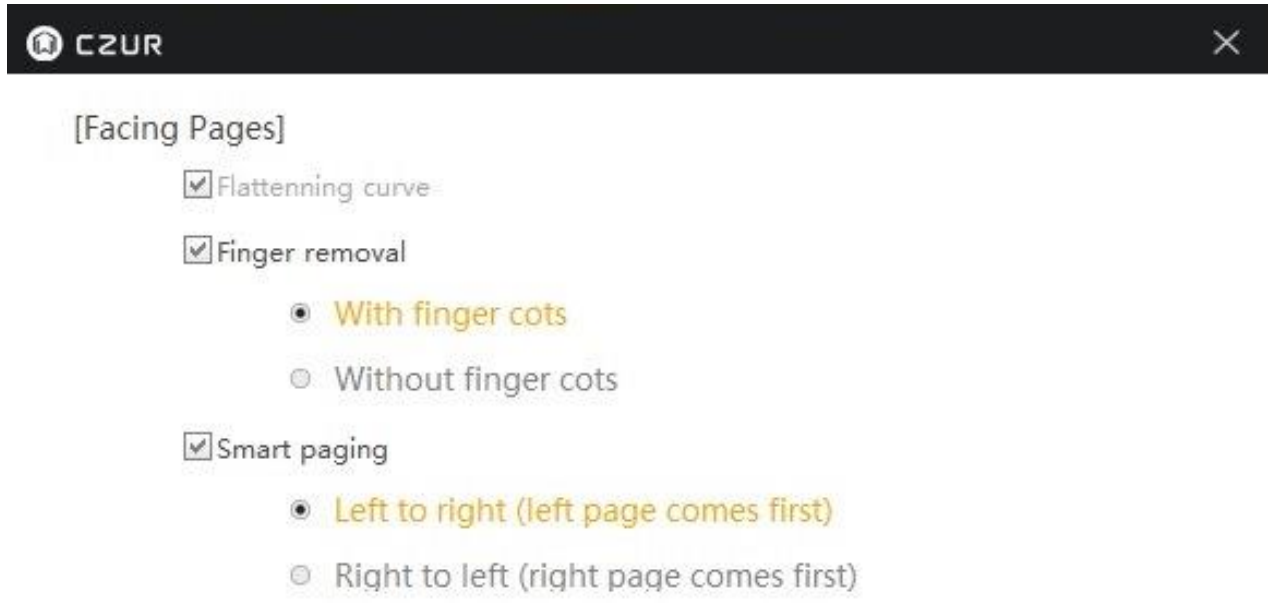 CZUR
[Facing Pages]
Flattenning curve
Finger removal
With finger cots
Without finger cots
Smart paging
Left to right (left page comes first)
Right to left (right page comes first)